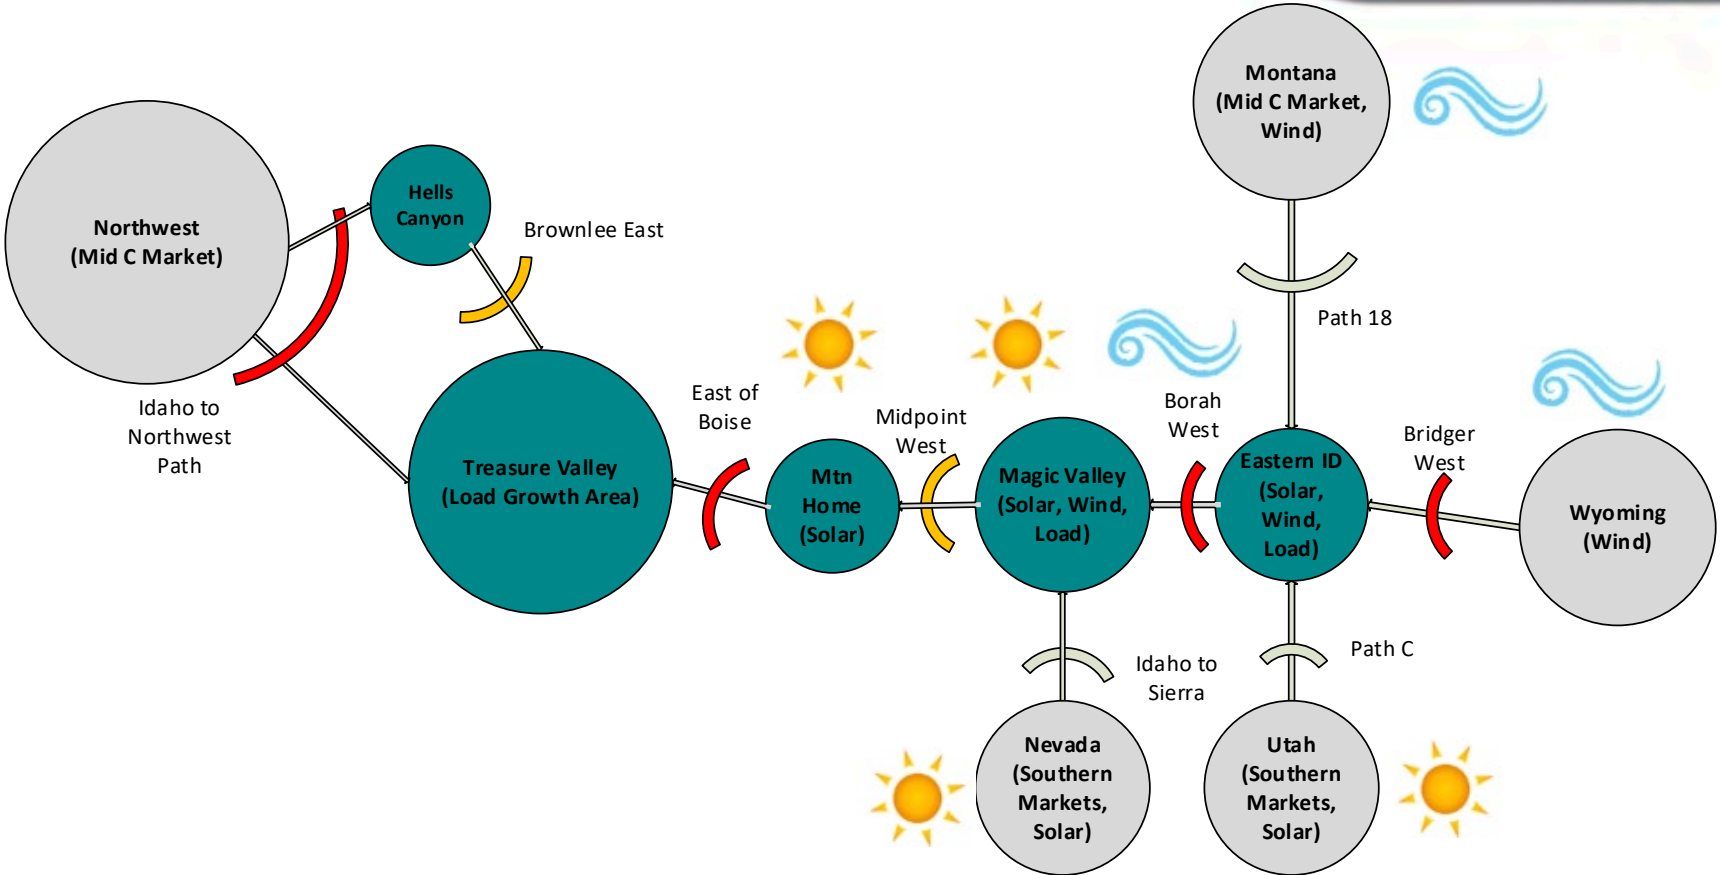 Montana
(Mid C Market,
Wind)
Hells
Canyon
Northwest
(Mid C Market)
Brownlee East
Path 18
Idaho to
Northwest
Path
East of
Boise
Midpoint
West
Borah
West
Bridger
West
Treasure Valley
(Load Growth Area)
Mtn
Home
(Solar)
Magic Valley
(Solar, Wind,
Load)
Eastern ID
(Solar,
Wind,
Load)
Wyoming
(Wind)
Idaho to
Sierra
Path C
Nevada
(Southern
Markets,
Solar)
Utah
(Southern
Markets,
Solar)